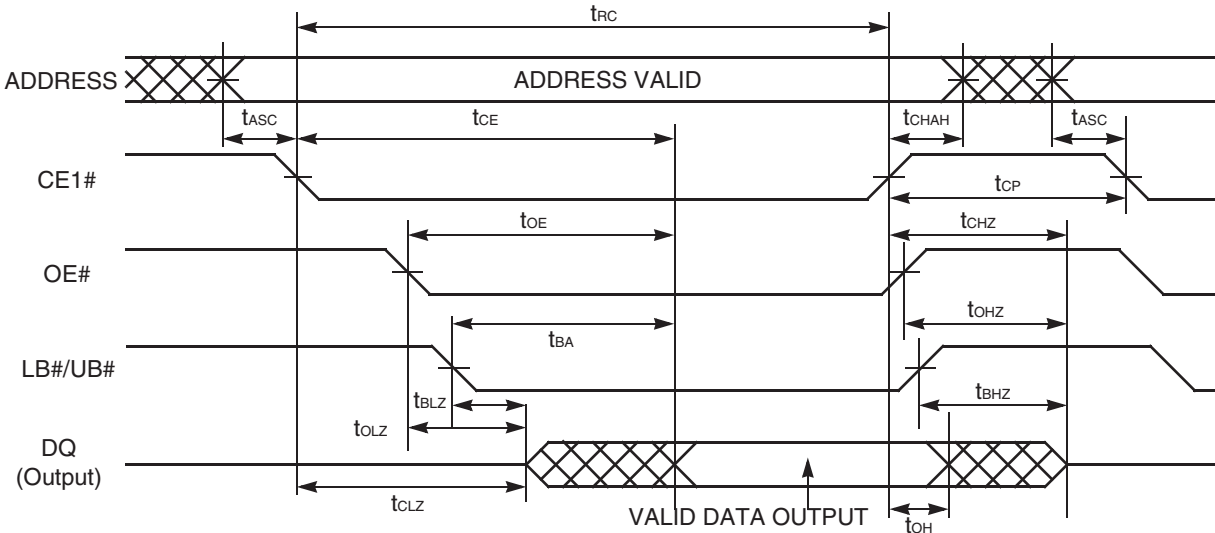 tRC
ADDRESS
ADDRESS VALID
tASC
tCE
tCHAH
tASC
CE1#
tCP
tOE
tCHZ
OE#
tBA
tOHZ
LB#/UB#
tBLZ
tBHZ
tOLZ
DQ
(Output)
tCLZ
VALID DATA OUTPUT
tOH